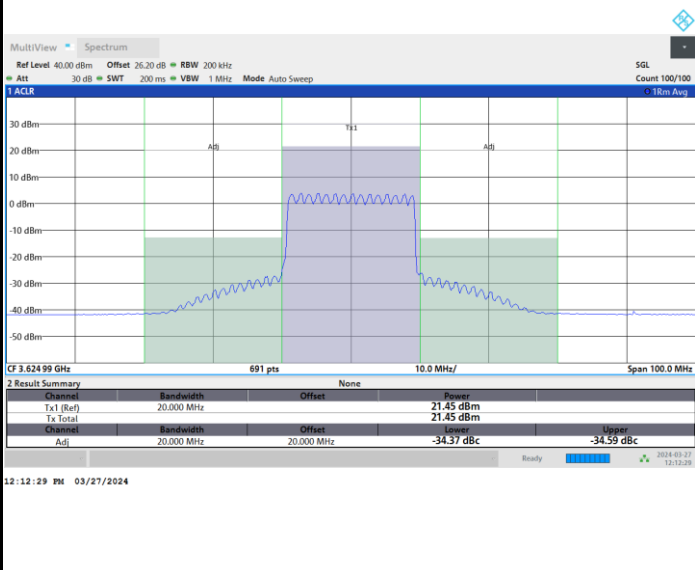 MultiView Spectrum
Ref Level 40.00 dBm Offset 26.20 dB RBW 200 kHz SGL
Att 30 dB SWT 200 ms VBW 1 MHz Mode Auto Sweep Count 100/100
1 ACLR 1Rm Avg
30 dBm
Tx1
20 dBm Adj Adj
10 dBm
0 dBm
-10 dBm
-20 dBm
-30 dBm
-40 dBm
-50 dBm
CF 3.624 99 GHz 691 pts 10.0 MHz/ Span 100.0 MHz
2 Result Summary None
Channel Bandwidth Offset Power
Tx1 (Ref) 20.000 MHz 21.45 dBm
Tx Total 21.45 dBm
Channel Bandwidth Offset Lower Upper
Adj 20.000 MHz 20.000 MHz -34.37 dBc -34.59 dBc
Ready 2024-03-27
12:12:29
12:12:29 PM 03/27/2024